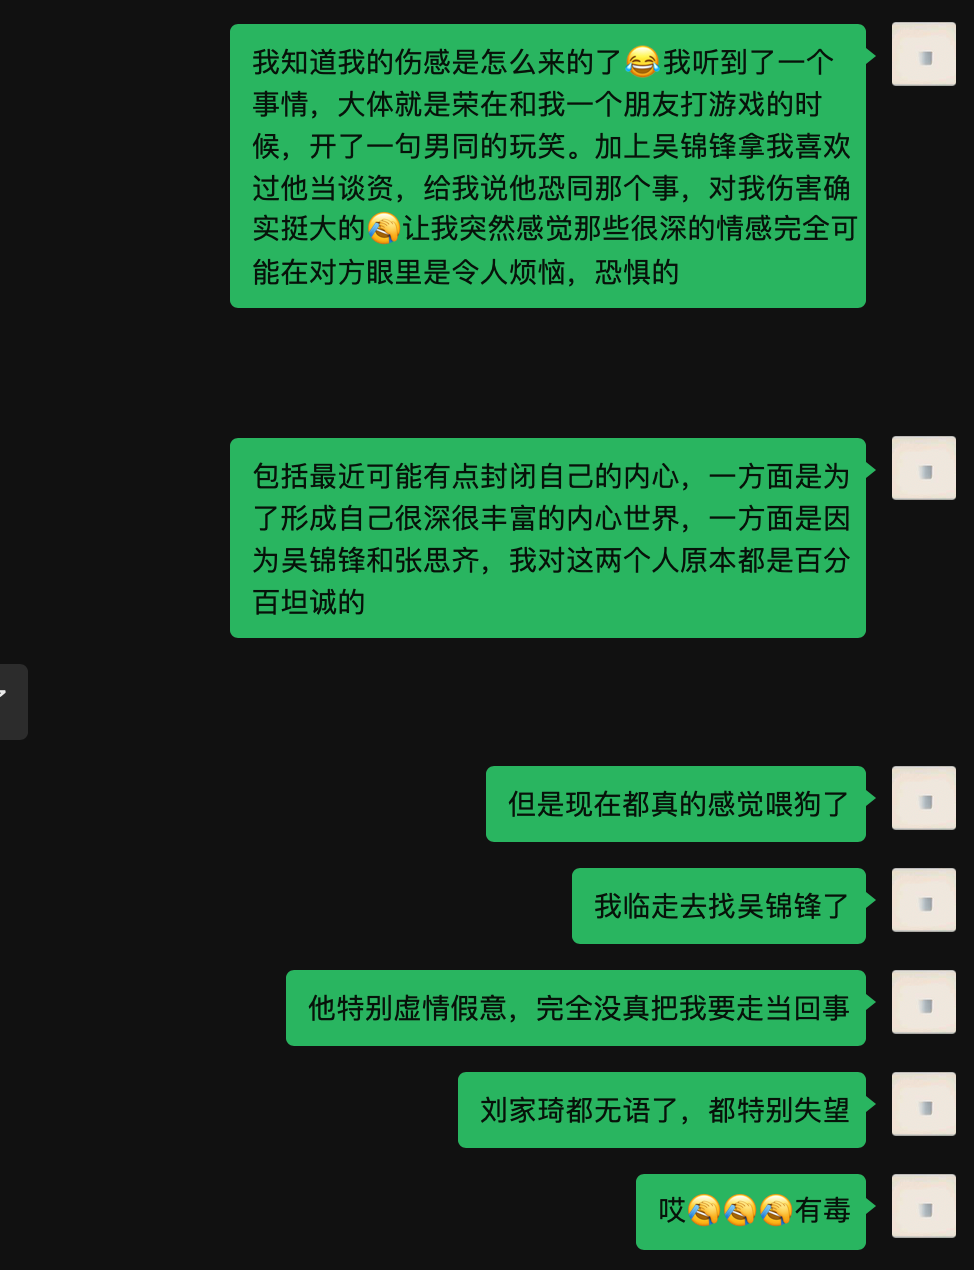 我知道我的伤感是怎么来的了😂我听到了一个
事情，大体就是荣在和我一个朋友打游戏的时
候，开了一句男同的玩笑。加上吴锦锋拿我喜欢
过他当谈资，给我说他恐同那个事，对我伤害确
实挺大的🤣让我突然感觉那些很深的情感完全可
能在对方眼里是令人烦恼，恐惧的
包括最近可能有点封闭自己的内心，一方面是为
了形成自己很深很丰富的内心世界，一方面是因
为吴锦锋和张思齐，我对这两个人原本都是百分
百坦诚的
但是现在都真的感觉喂狗了
我临走去找吴锦锋了
他特别虚情假意，完全没真把我要走当回事
刘家琦都无语了，都特别失望
哎🤣🤣🤣有毒